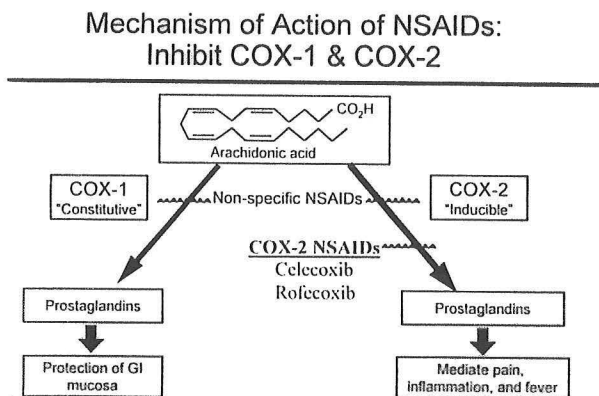 Mechanism of Action of NSAIDs:
Inhibit COX-1 & COX-2
CO₂H
Arachidonic acid
COX-1
"Constitutive"
Non-specific NSAIDs
COX-2
"Inducible"
COX-2 NSAIDs
Celecoxib
Rofecoxib
Prostaglandins
Prostaglandins
Protection of GI
mucosa
Mediate pain,
inflammation, and fever